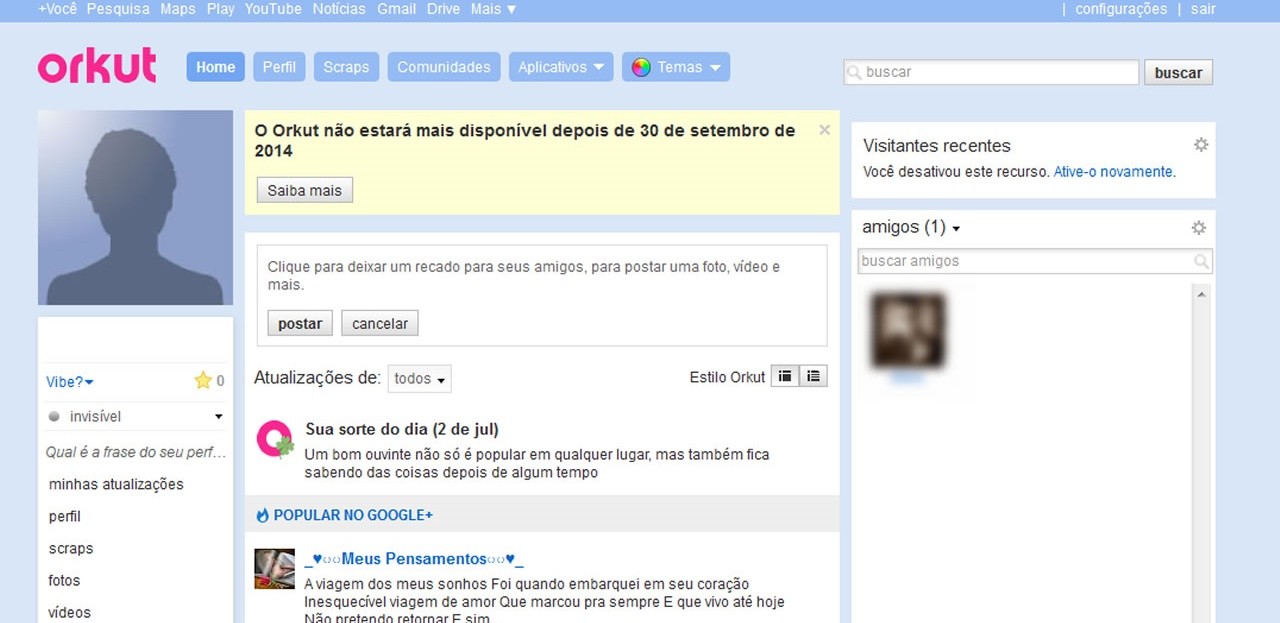 +Você Pesquisa Maps Play YouTube Notícias Gmail Drive Mais ▼
| configurações | sair
orkut
Home Perfil Scraps Comunidades Aplicativos Temas
buscar buscar
O Orkut não estará mais disponível depois de 30 de setembro de
2014
Saiba mais
Clique para deixar um recado para seus amigos, para postar uma foto, vídeo e
mais.
postar cancelar
Atualizações de: todos
Estilo Orkut
Sua sorte do dia (2 de jul)
Um bom ouvinte não só é popular em qualquer lugar, mas também fica
sabendo das coisas depois de algum tempo
POPULAR NO GOOGLE+
_♥○○Meus Pensamentos○○♥_
A viagem dos meus sonhos Foi quando embarquei em seu coração
Inesquecível viagem de amor Que marcou pra sempre E que vivo até hoje
Não pretendo retornar E sim
Vibe?
0
invisível
Qual é a frase do seu perf...
minhas atualizações
perfil
scraps
fotos
vídeos
Visitantes recentes
Você desativou este recurso. Ative-o novamente.
amigos (1)
buscar amigos